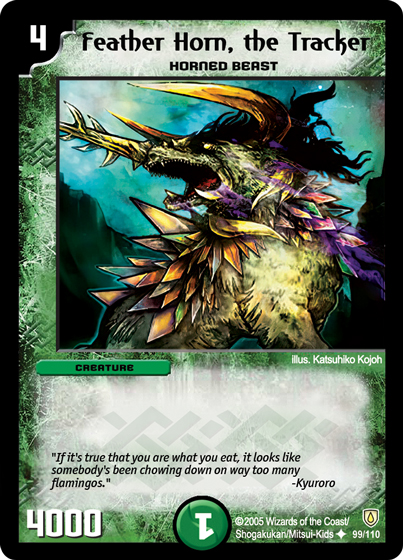 4
Feather Horn, the Tracker
HORNED BEAST
illus. Katsuhiko Kojoh
CREATURE
"If it's true that you are what you eat, it looks like
somebody's been chowing down on way too many
flamingos."
-Kyuroro
4000
1
©2005 Wizards of the Coast/
Shogakukan/Mitsui-Kids ✦ 99/110